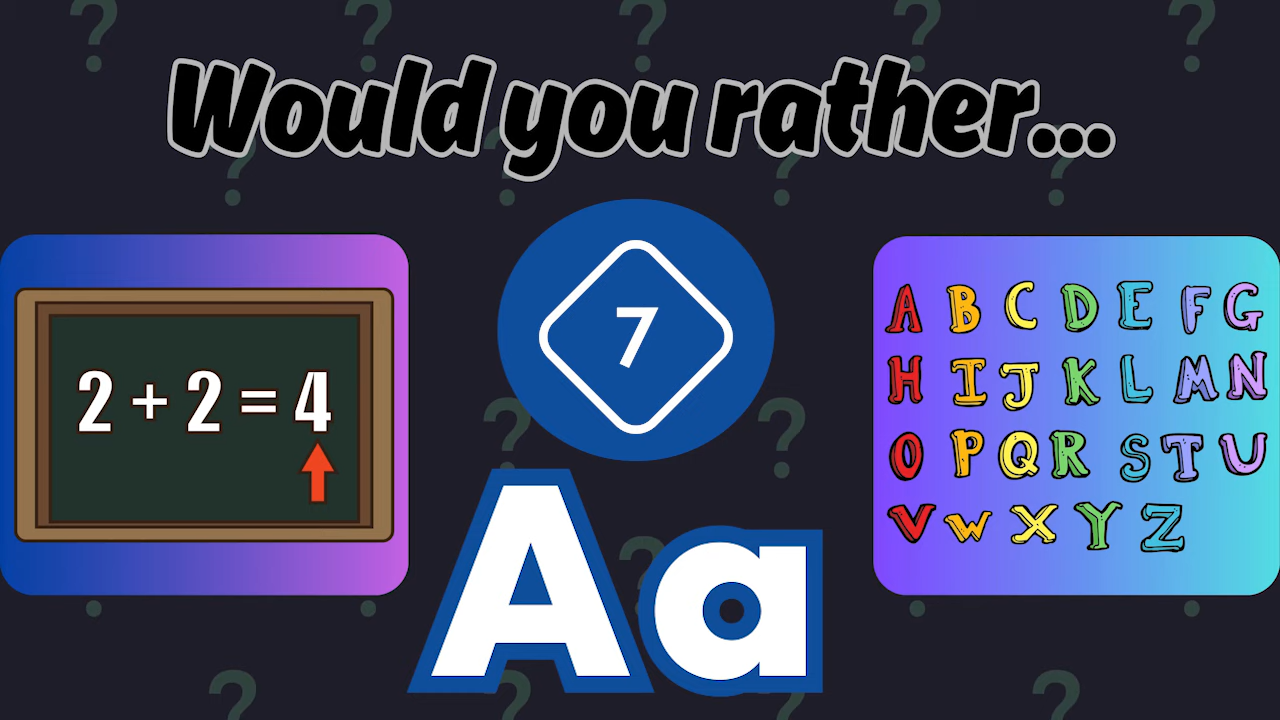 Would you rather...
2 + 2 = 4
7
Aa
A B C D E F G
H I J K L M N
O P Q R S T U
V W X Y Z